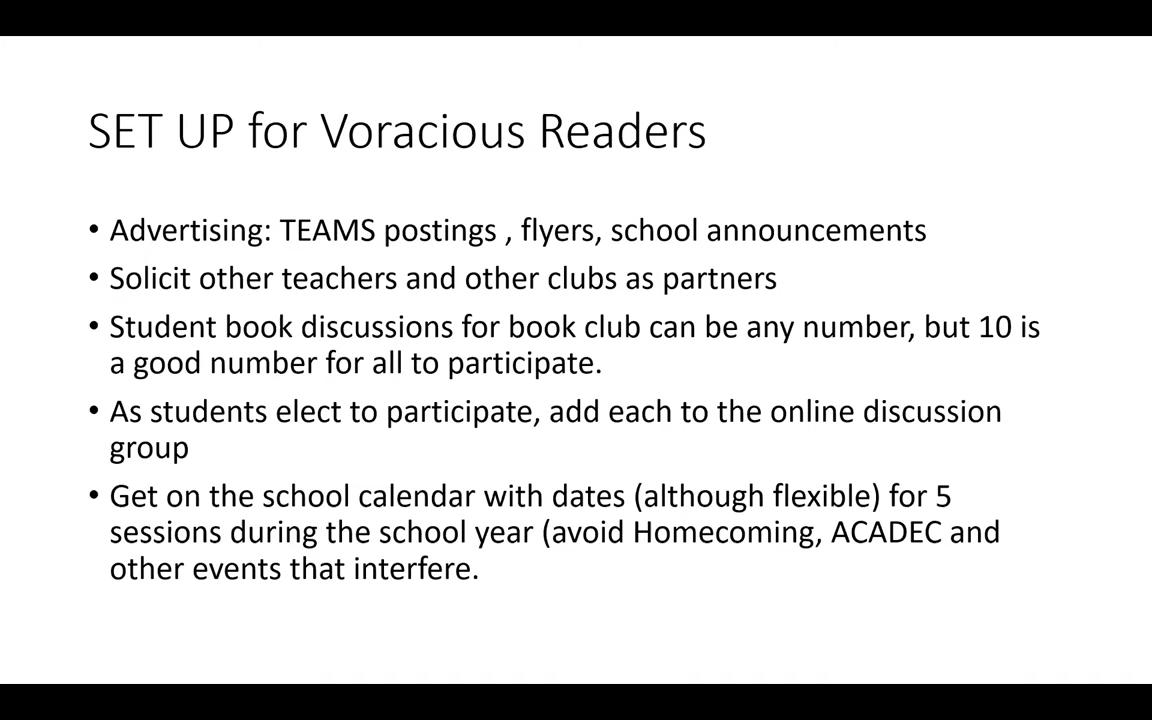 SET UP for Voracious Readers
• Advertising: TEAMS postings , flyers, school announcements
• Solicit other teachers and other clubs as partners
• Student book discussions for book club can be any number, but 10 is
a good number for all to participate.
• As students elect to participate, add each to the online discussion
group
• Get on the school calendar with dates (although flexible) for 5
sessions during the school year (avoid Homecoming, ACADEC and
other events that interfere.